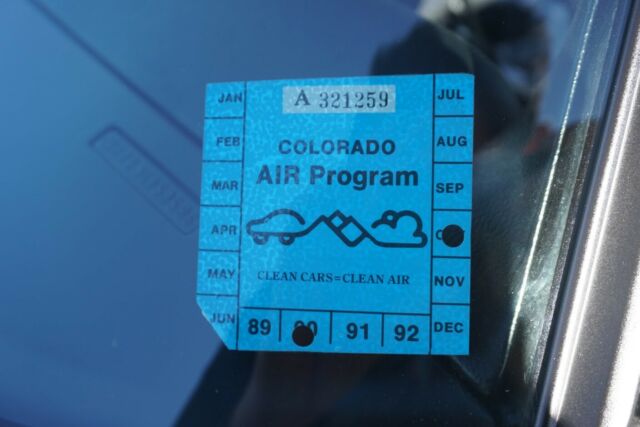 A 321259
COLORADO
AIR Program
CLEAN CARS=CLEAN AIR
JAN
FEB
MAR
APR
MAY
JUN
89 91 92
JUL
AUG
SEP
NOV
DEC